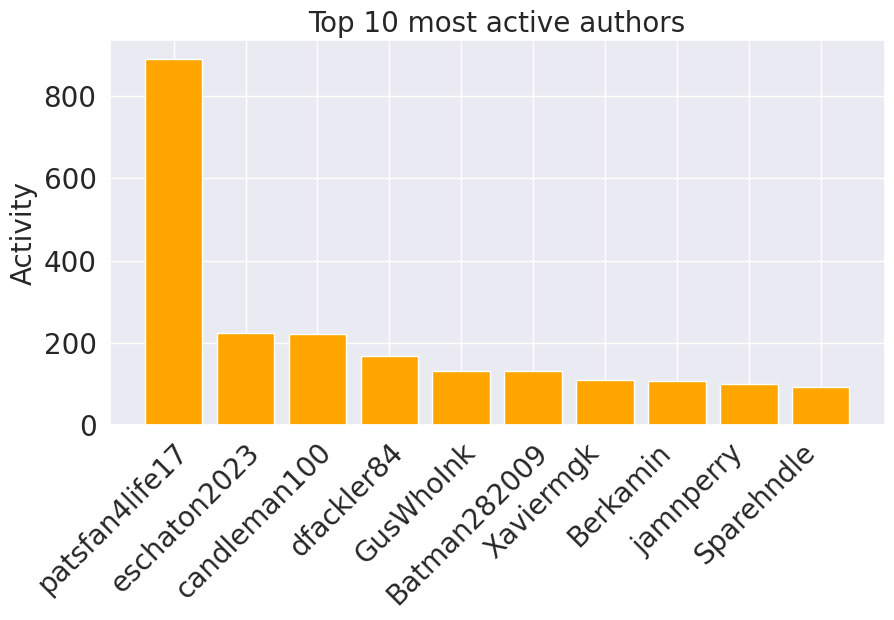 Top 10 most active authors
Activity
800
600
400
200
0
patsfan4life17
eschaton2023
candleman100
dfackler84
GusWhoInk
Batman282009
Xaviermgk
Berkamin
jamnperry
Sparehndle